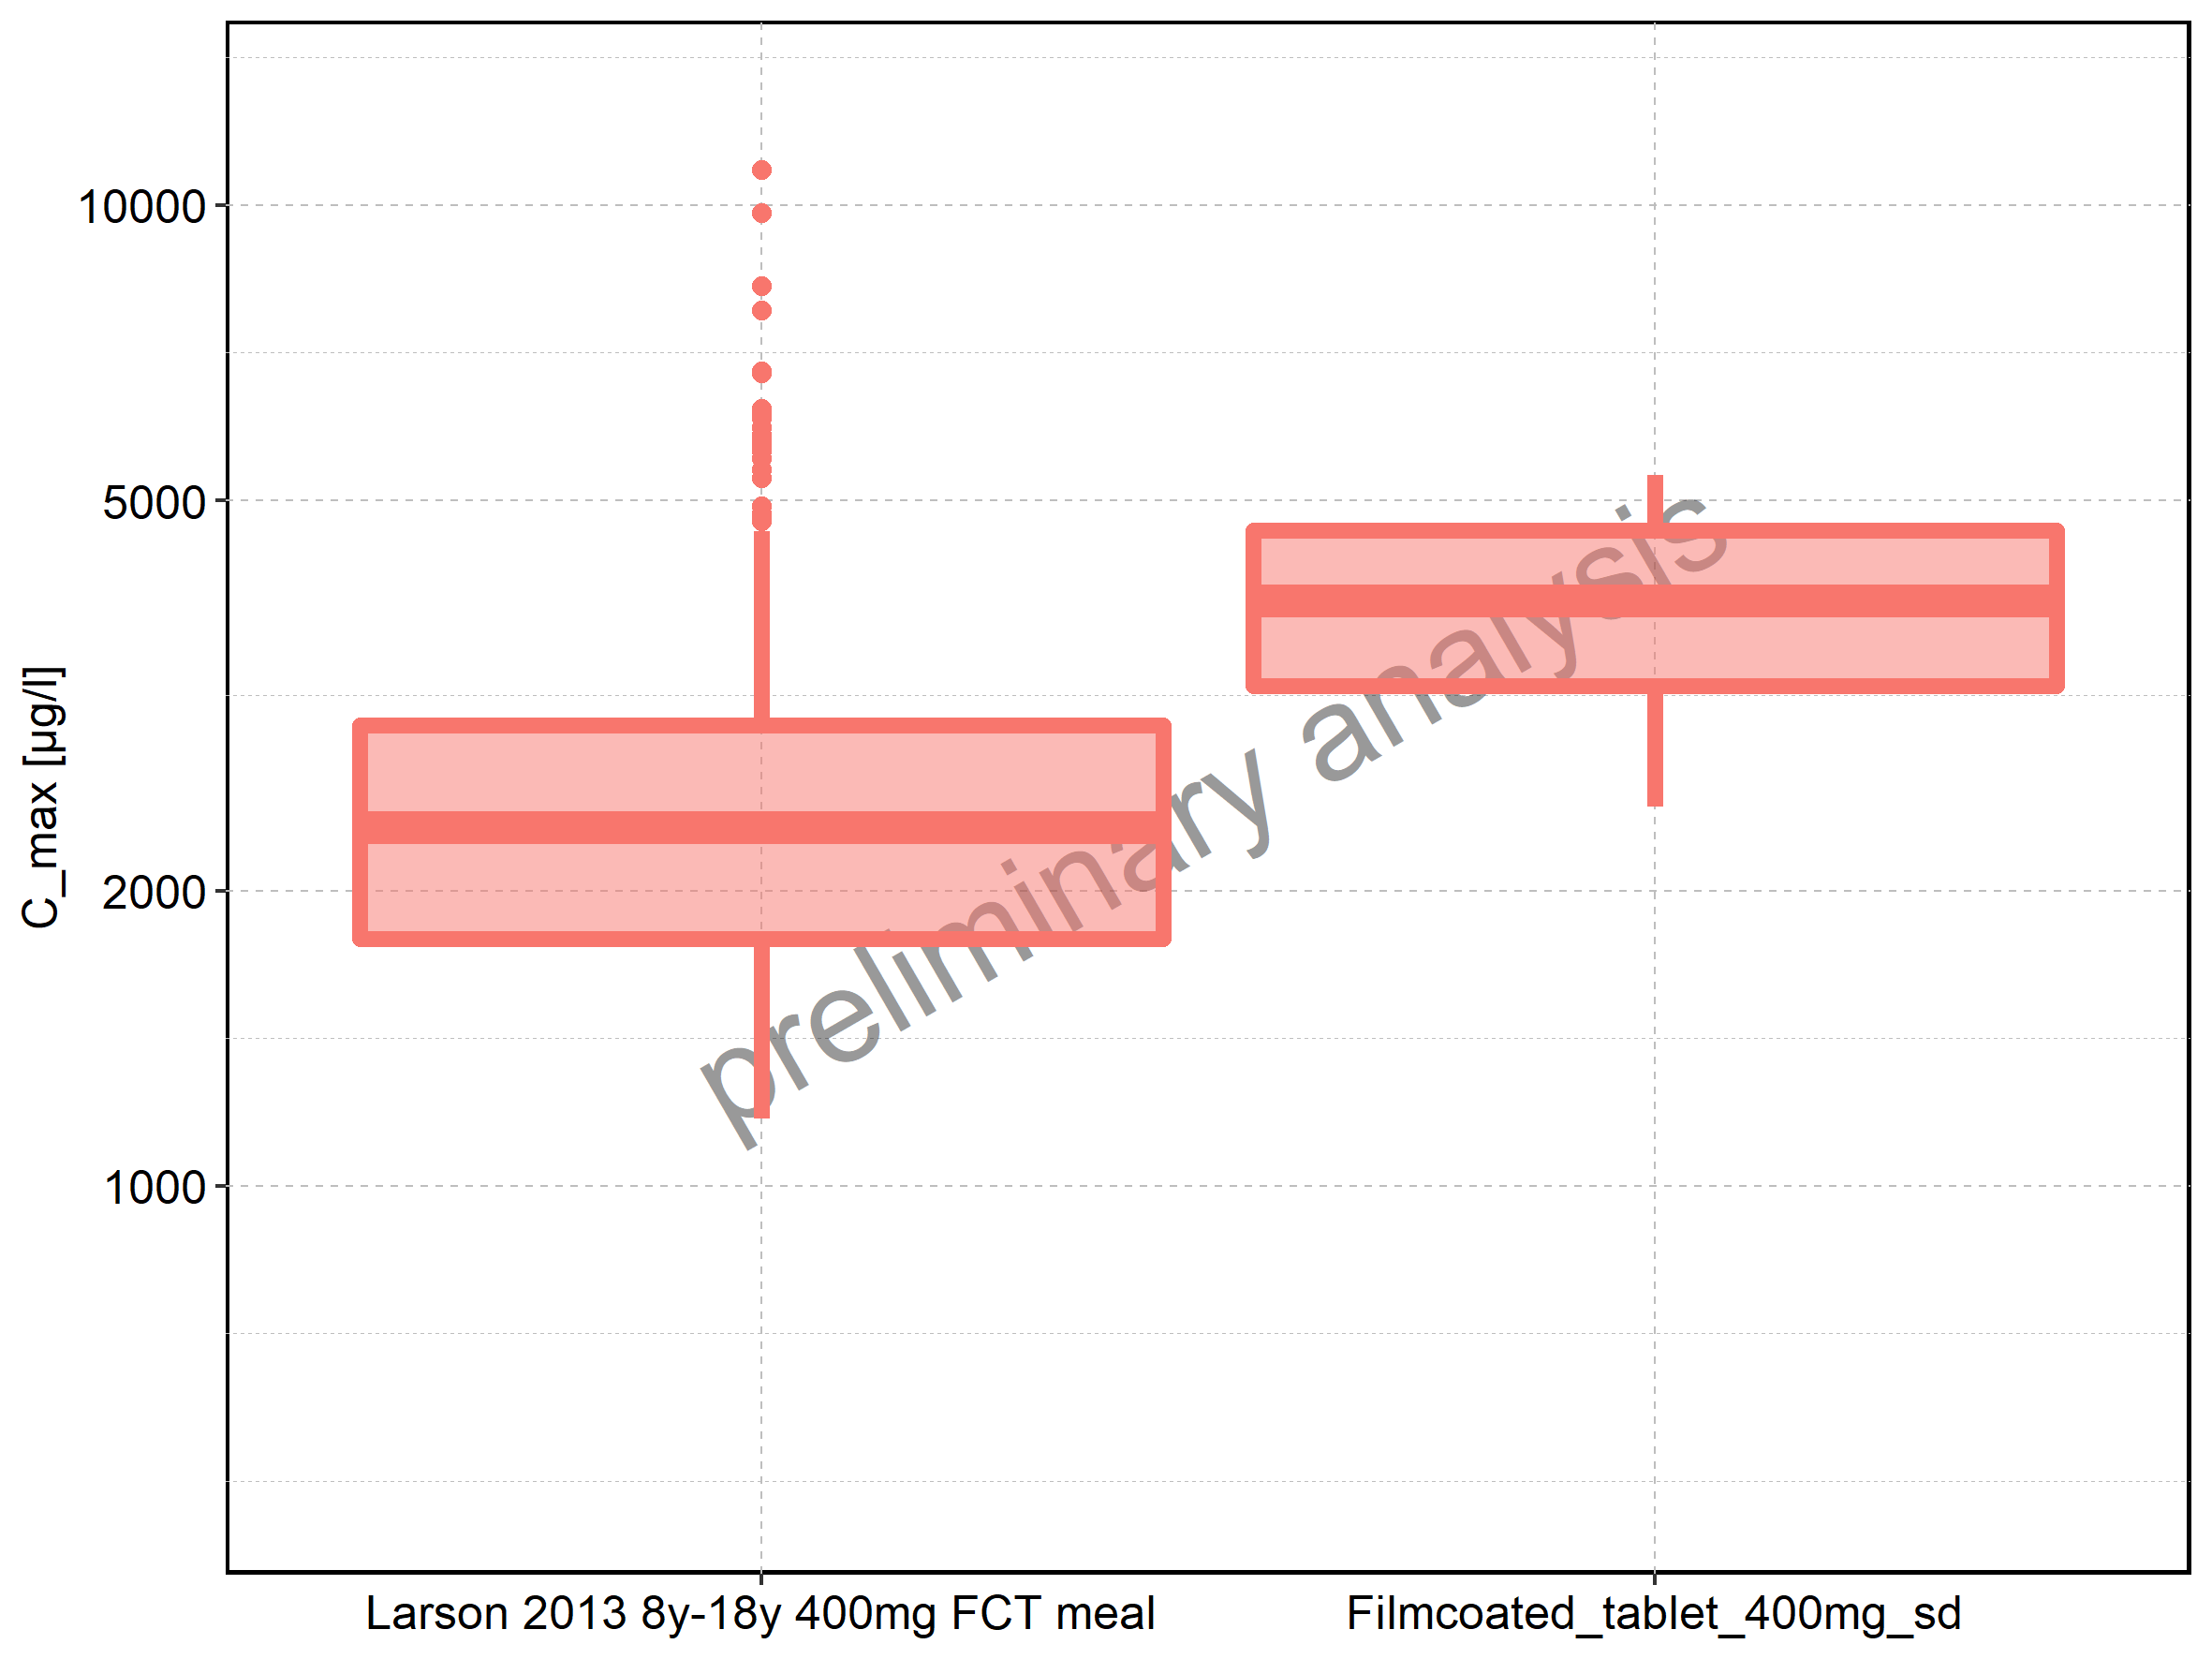 10000
5000
2000
1000
C_max [µg/l]
preliminary analysis
Larson 2013 8y-18y 400mg FCT meal
Filmcoated_tablet_400mg_sd